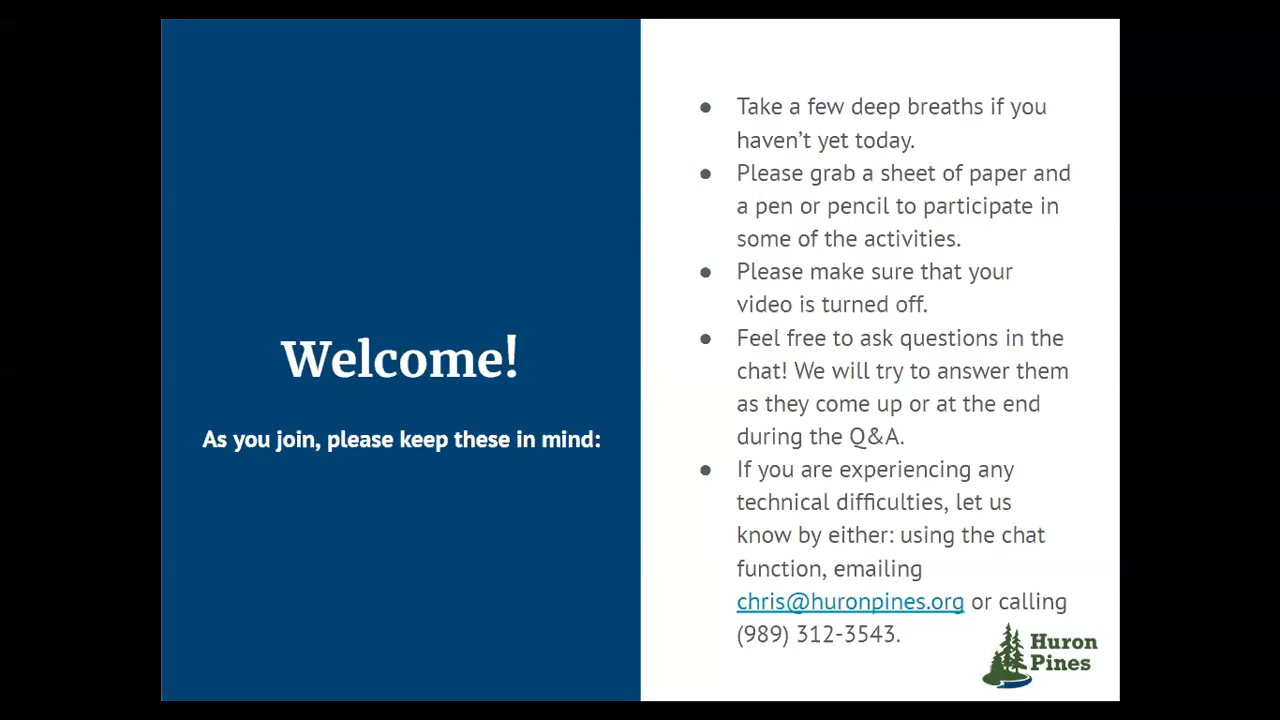 Welcome!
As you join, please keep these in mind:
● Take a few deep breaths if you
haven’t yet today.
● Please grab a sheet of paper and
a pen or pencil to participate in
some of the activities.
● Please make sure that your
video is turned off.
● Feel free to ask questions in the
chat! We will try to answer them
as they come up or at the end
during the Q&A.
● If you are experiencing any
technical difficulties, let us
know by either: using the chat
function, emailing
chris@huronpines.org or calling
(989) 312-3543.
Huron
Pines